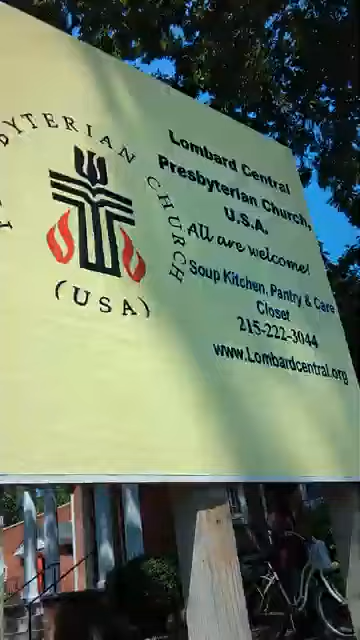 BYTERIAN CHURCH
(USA)
Lombard Central
Presbyterian Church,
U.S.A.
All are welcome!
Soup Kitchen, Pantry & Care
Closet
215-222-3044
www.Lombardcentral.org